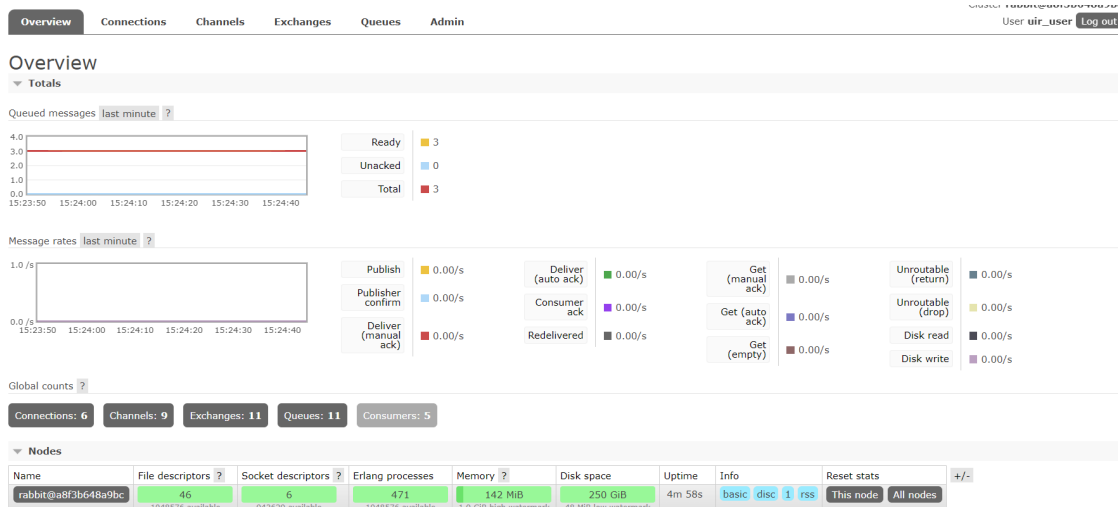 Overview Connections Channels Exchanges Queues Admin
User uir_user Log out
Overview
Totals
Queued messages last minute ?
4.0
3.0
2.0
1.0
0.0
15:23:50 15:24:00 15:24:10 15:24:20 15:24:30 15:24:40
Ready 3
Unacked 0
Total 3
Message rates last minute ?
1.0 /s
0.0 /s
15:23:50 15:24:00 15:24:10 15:24:20 15:24:30 15:24:40
Publish 0.00/s
Publisher
confirm 0.00/s
Deliver
(manual
ack) 0.00/s
Deliver
(auto ack) 0.00/s
Consumer
ack 0.00/s
Redelivered 0.00/s
Get
(manual
ack) 0.00/s
Get (auto
ack) 0.00/s
Get
(empty) 0.00/s
Unroutable
(return) 0.00/s
Unroutable
(drop) 0.00/s
Disk read 0.00/s
Disk write 0.00/s
Global counts ?
Connections: 6 Channels: 9 Exchanges: 11 Queues: 11 Consumers: 5
Nodes
Name File descriptors ? Socket descriptors ? Erlang processes Memory ? Disk space Uptime Info Reset stats +/-
rabbit@a8f3b648a9bc 46 6 471 142 MiB 250 GiB 4m 58s basic disc 1 rss This node All nodes